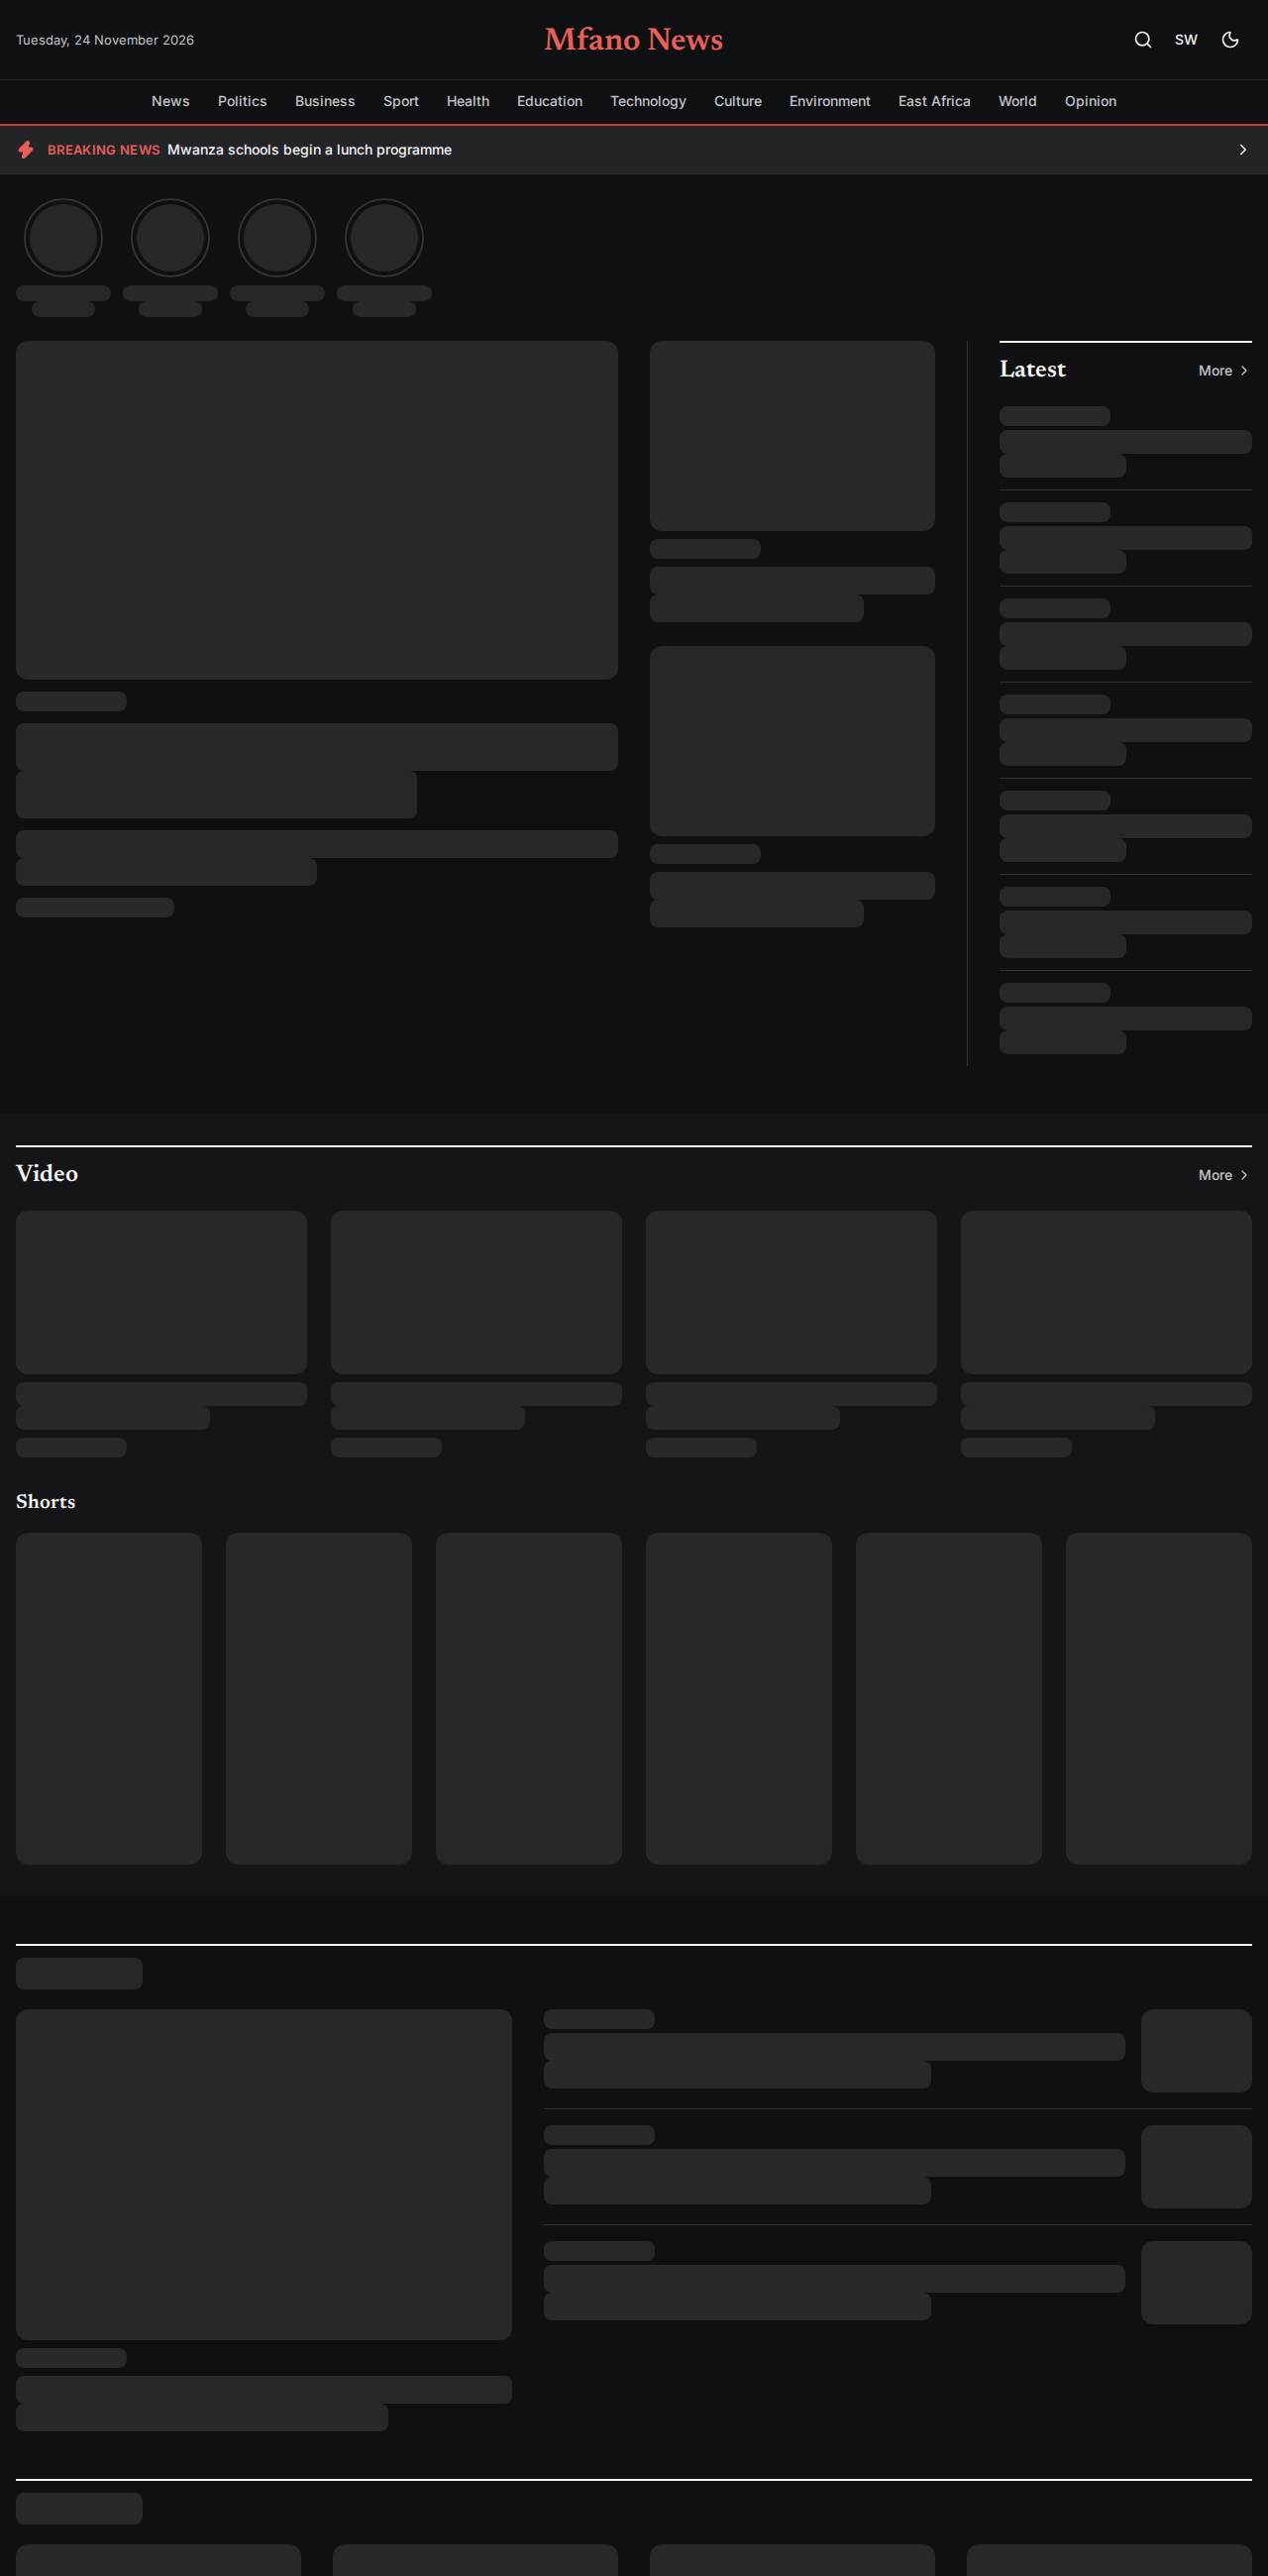 Tuesday, 24 November 2026
Mfano News
SW
News Politics Business Sport Health Education Technology Culture Environment East Africa World Opinion
BREAKING NEWS Mwanza schools begin a lunch programme
Latest
More
Video
More
Shorts